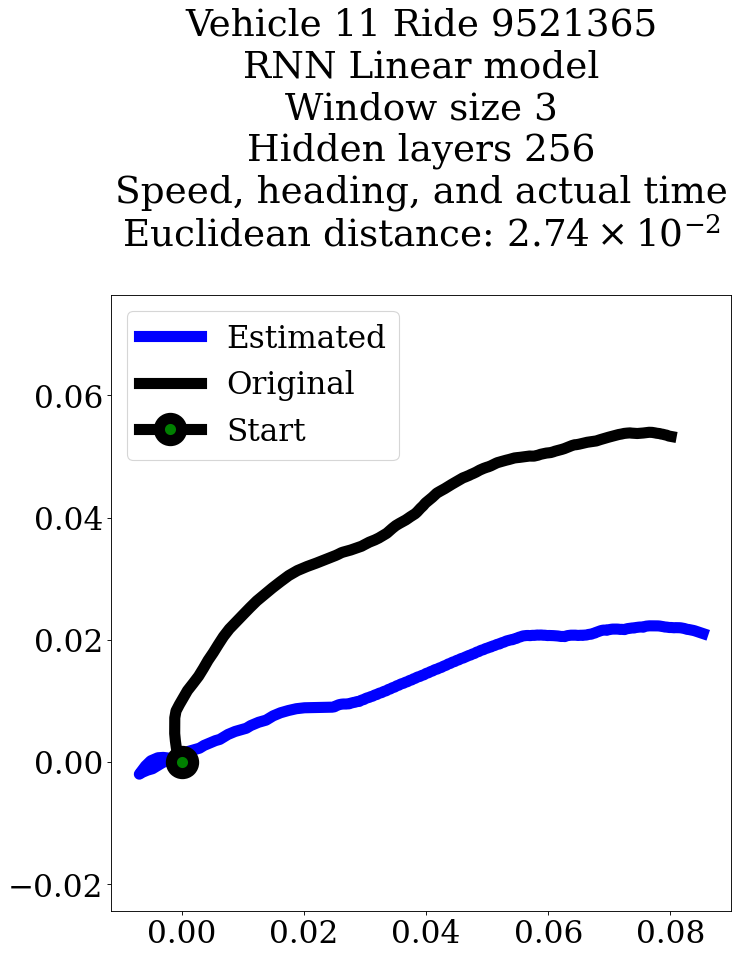 Vehicle 11 Ride 9521365
RNN Linear model
Window size 3
Hidden layers 256
Speed, heading, and actual time
Euclidean distance: 2.74 × 10⁻²
Estimated
Original
Start
0.06
0.04
0.02
0.00
−0.02
0.00 0.02 0.04 0.06 0.08